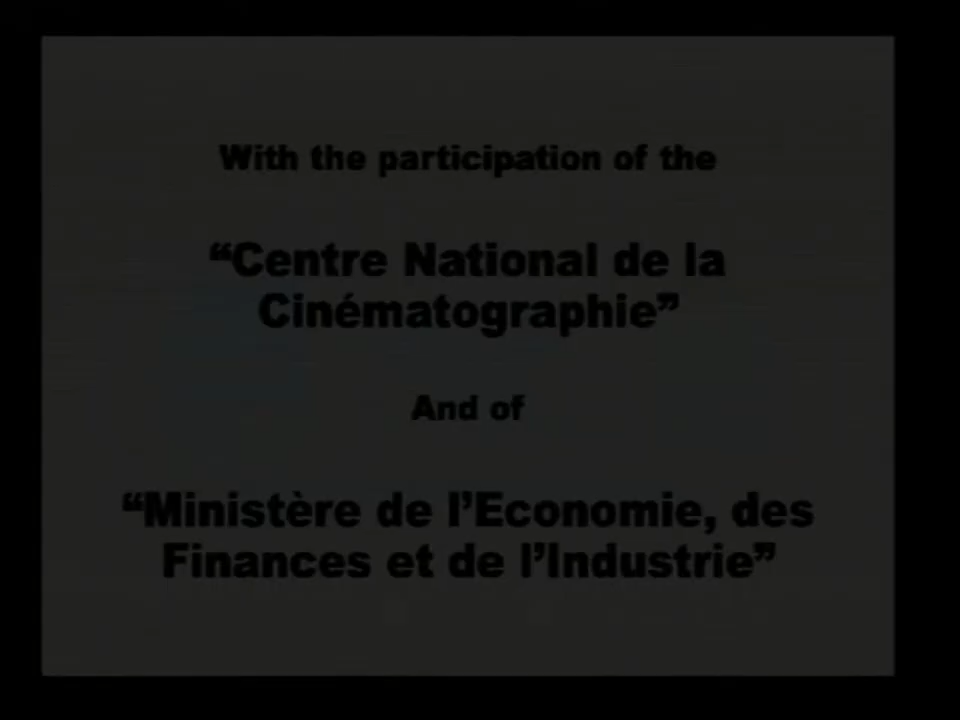 With the participation of the
“Centre National de la
Cinématographie”
And of
“Ministère de l’Economie, des
Finances et de l’Industrie”